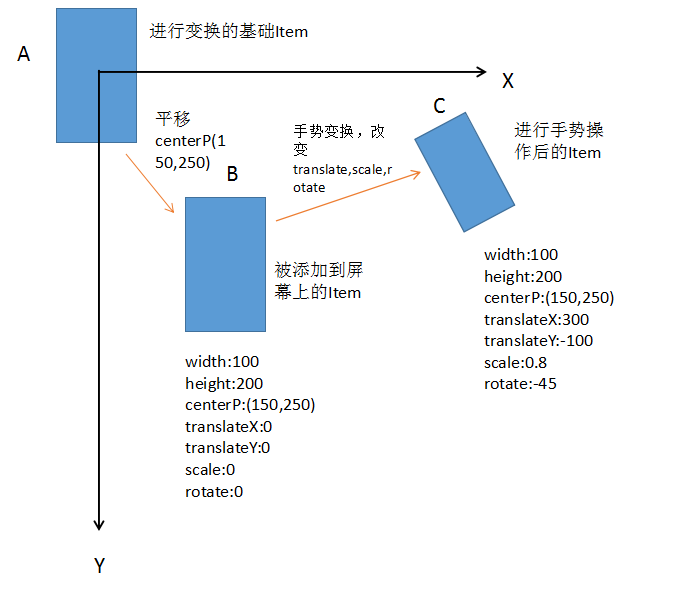 A
进行变换的基础Item
X
平移
centerP(1
50,250)
B
手势变换，改
变
translate,scale,r
otate
C
进行手势操
作后的Item
被添加到屏
幕上的Item
width:100
height:200
centerP:(150,250)
translateX:0
translateY:0
scale:0
rotate:0
width:100
height:200
centerP:(150,250)
translateX:300
translateY:-100
scale:0.8
rotate:-45
Y